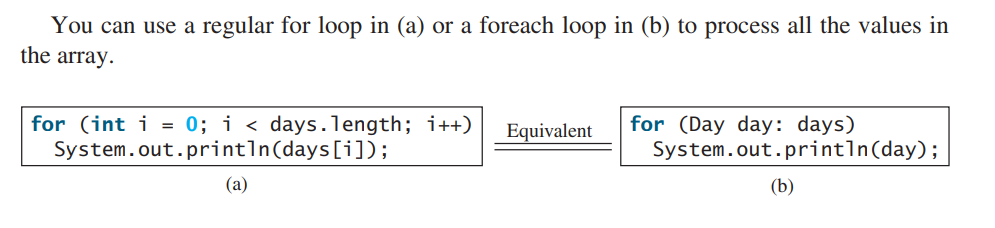 You can use a regular for loop in (a) or a foreach loop in (b) to process all the values in
the array.
for (int i = 0; i < days.length; i++)
System.out.println(days[i]);
(a)
Equivalent
for (Day day: days)
System.out.println(day);
(b)